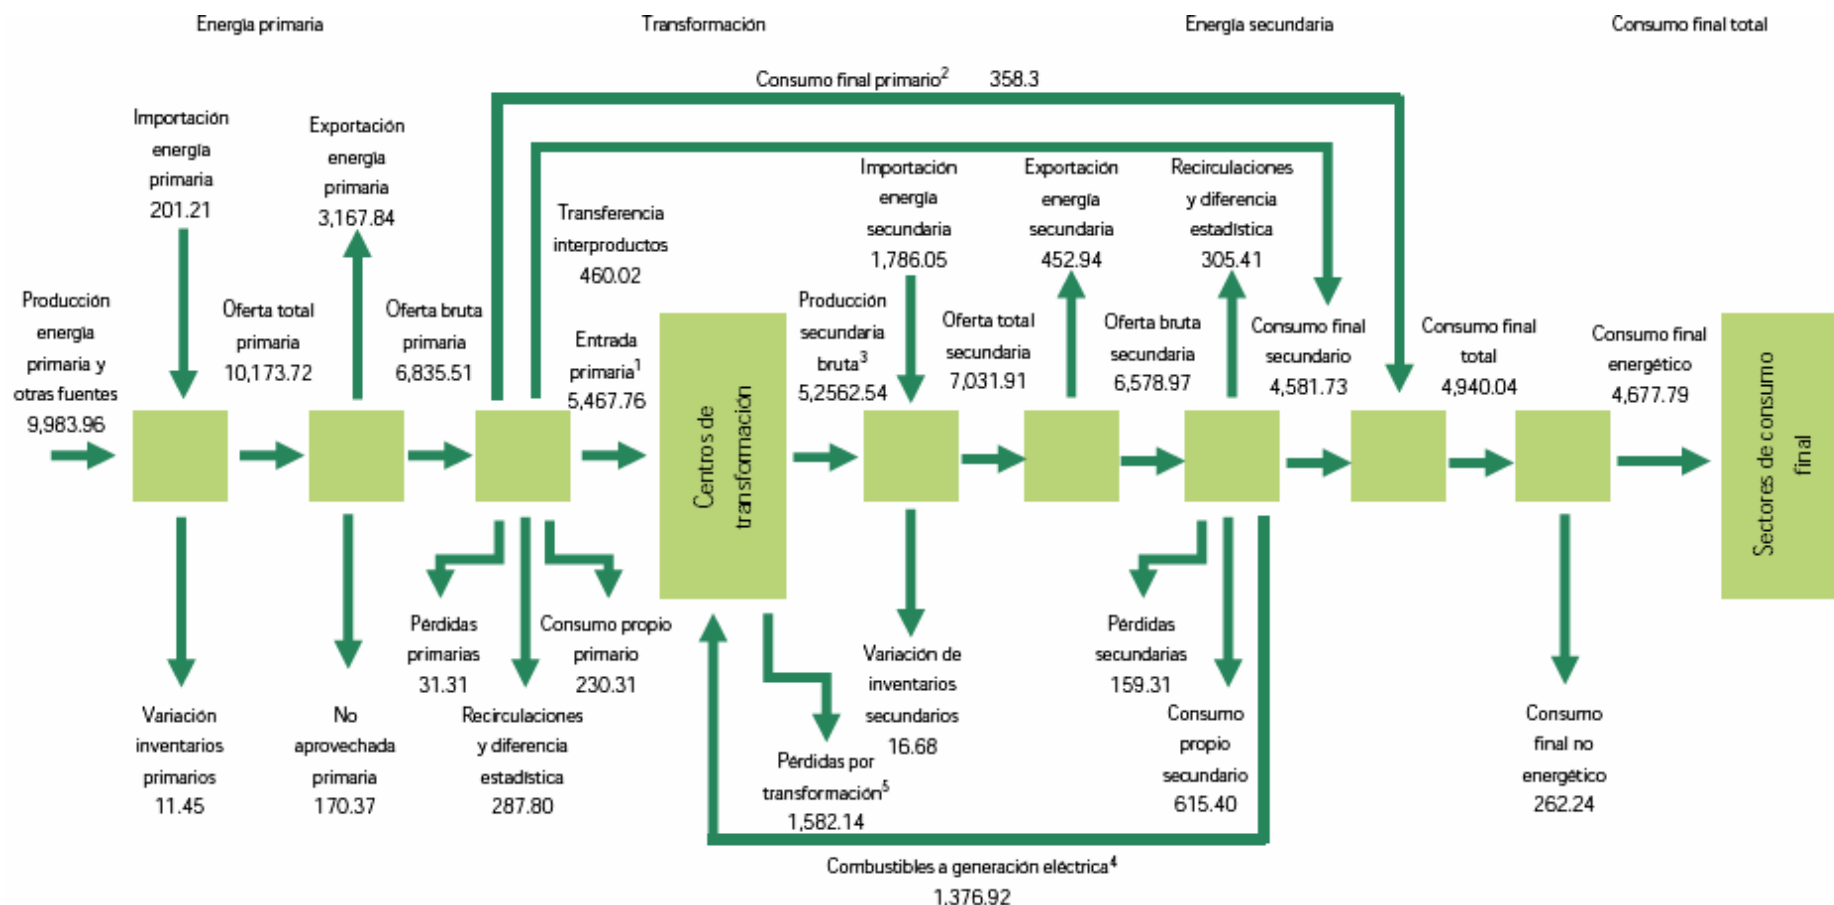 Energía primaria
Transformación
Energía secundaria
Consumo final total
Consumo final primario2 358.3
Importación
energía
primaria
201.21
Exportación
energía
primaria
3,167.84
Transferencia
interproductos
460.02
Importación
energía
secundaria
1,786.05
Exportación
energía
secundaria
452.94
Recirculaciones
y diferencia
estadística
305.41
Producción
energía
primaria y
otras fuentes
9,983.96
Oferta total
primaria
10,173.72
Oferta bruta
primaria
6,835.51
Entrada
primaria1
5,467.76
Centros de
transformación
Producción
secundaria
bruta3
5,2562.54
Oferta total
secundaria
7,031.91
Oferta bruta
secundaria
6,578.97
Consumo final
secundario
4,581.73
Consumo final
total
4,940.04
Consumo final
energético
4,677.79
Sectores de consumo
final
Variación
inventarios
primarios
11.45
No
aprovechada
primaria
170.37
Pérdidas
primarias
31.31
Recirculaciones
y diferencia
estadística
287.80
Consumo propio
primario
230.31
Pérdidas por
transformación5
1,582.14
Variación de
inventarios
secundarios
16.68
Pérdidas
secundarias
159.31
Consumo
propio
secundario
615.40
Consumo
final no
energético
262.24
Combustibles a generación eléctrica4
1,376.92